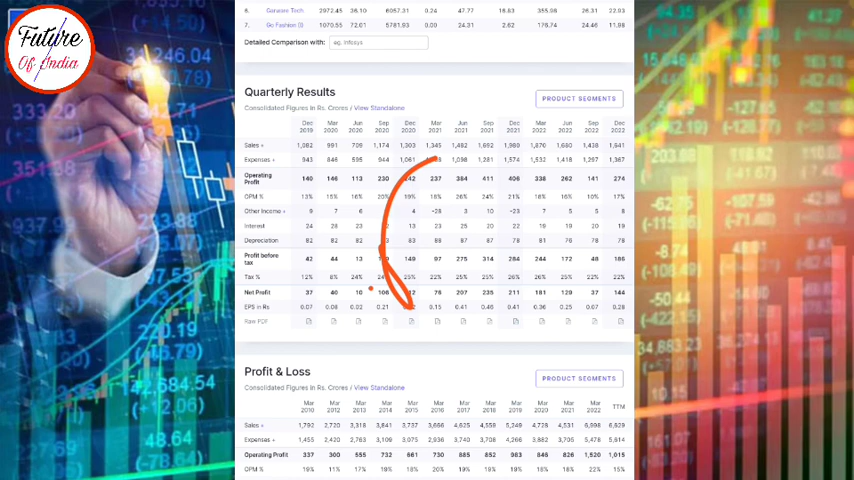 Future
Of India
6. Garware Tech 2972.45 36.10 6057.31 0.24 47.77 16.83 355.98 26.31 22.03
7. Go Fashion (I) 1070.55 72.01 5781.93 0.00 24.31 2.62 176.74 24.46 11.98
Detailed Comparison with: eg. Infosys
Quarterly Results
PRODUCT SEGMENTS
Consolidated Figures in Rs. Crores / View Standalone
Dec 2019 Mar 2020 Jun 2020 Sep 2020 Dec 2020 Mar 2021 Jun 2021 Sep 2021 Dec 2021 Mar 2022 Jun 2022 Sep 2022 Dec 2022
Sales + 1,082 991 709 1,174 1,303 1,345 1,482 1,692 1,980 1,870 1,680 1,438 1,641
Expenses + 943 846 595 944 1,061 1,098 1,281 1,574 1,532 1,418 1,297 1,367
Operating Profit 140 146 113 230 237 384 411 406 338 262 141 274
OPM % 13% 15% 16% 20% 19% 18% 26% 24% 21% 18% 16% 10% 17%
Other Income + 9 7 6 4 -28 3 10 -23 7 5 5 8
Interest 24 28 23 13 23 25 20 22 16 19 20 19
Depreciation 82 82 82 83 88 87 87 78 81 76 78 78
Profit before tax 42 44 13 149 97 275 314 284 244 172 48 186
Tax % 12% 8% 24% 25% 22% 25% 25% 26% 26% 25% 22% 22%
Net Profit 37 40 10 106 76 207 235 211 181 129 37 144
EPS in Rs 0.07 0.08 0.02 0.21 0.15 0.41 0.46 0.41 0.36 0.25 0.07 0.28
Raw PDF
Profit & Loss
PRODUCT SEGMENTS
Consolidated Figures in Rs. Crores / View Standalone
Mar 2010 Mar 2012 Mar 2013 Mar 2014 Mar 2015 Mar 2016 Mar 2017 Mar 2018 Mar 2019 Mar 2020 Mar 2021 Mar 2022 TTM
Sales + 1,792 2,720 3,318 3,841 3,737 3,666 4,625 4,559 5,249 4,728 4,531 6,998 6,629
Expenses + 1,455 2,420 2,763 3,109 3,075 2,936 3,740 3,708 4,266 3,882 3,705 5,478 5,614
Operating Profit 337 300 555 732 661 730 885 852 983 846 826 1,520 1,015
OPM % 19% 11% 17% 19% 18% 20% 19% 19% 19% 18% 18% 22% 15%